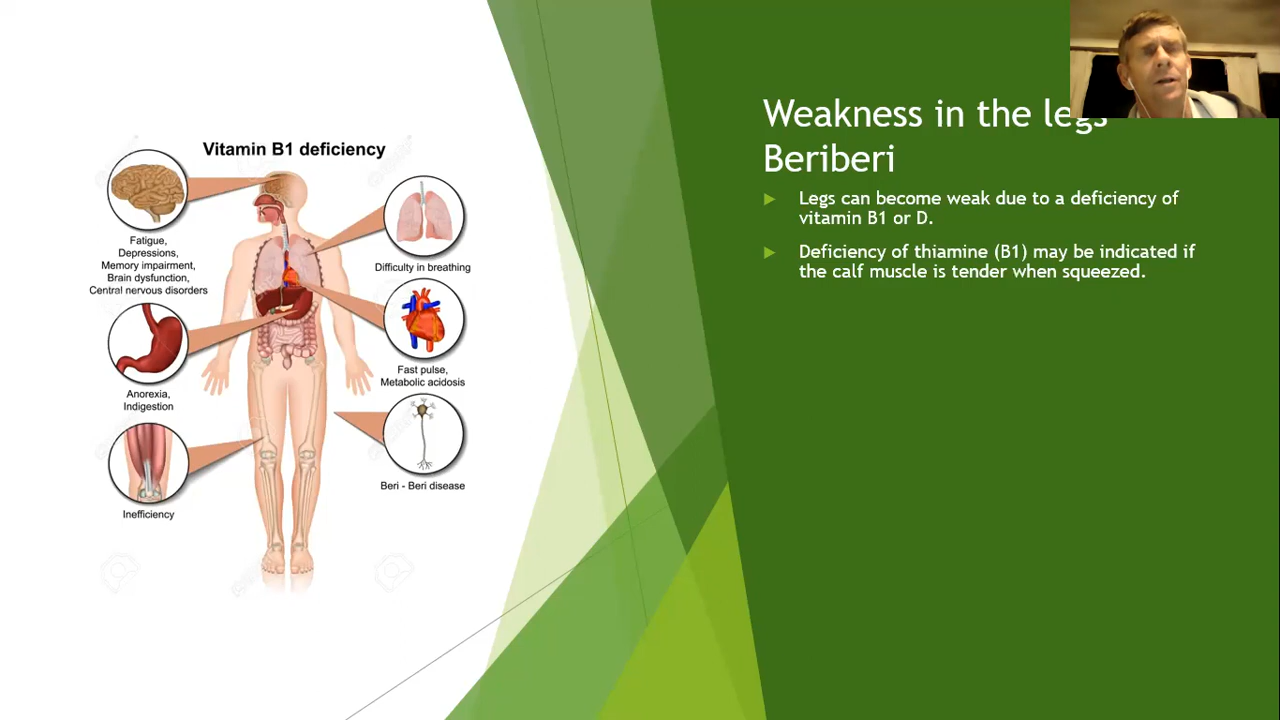 Vitamin B1 deficiency
Fatigue,
Depressions,
Memory impairment,
Brain dysfunction,
Central nervous disorders
Anorexia,
Indigestion
Inefficiency
Difficulty in breathing
Fast pulse,
Metabolic acidosis
Beri - Beri disease
Weakness in the legs
Beriberi
Legs can become weak due to a deficiency of
vitamin B1 or D.
Deficiency of thiamine (B1) may be indicated if
the calf muscle is tender when squeezed.